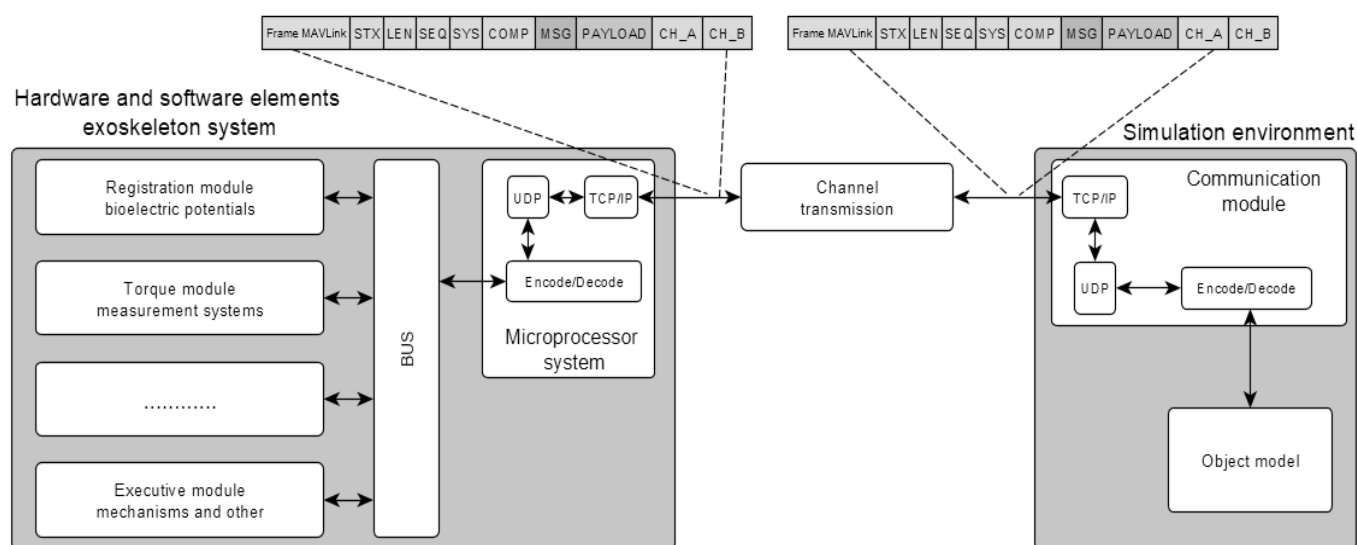 Frame MAVLink STX LEN SEQ SYS COMP MSG PAYLOAD CH_A CH_B
Frame MAVLink STX LEN SEQ SYS COMP MSG PAYLOAD CH_A CH_B
Hardware and software elements
exoskeleton system
Registration module
bioelectric potentials
Torque module
measurement systems
............
Executive module
mechanisms and other
BUS
UDP
TCP/IP
Encode/Decode
Microprocessor
system
Channel
transmission
Simulation environment
Communication
module
TCP/IP
UDP
Encode/Decode
Object model